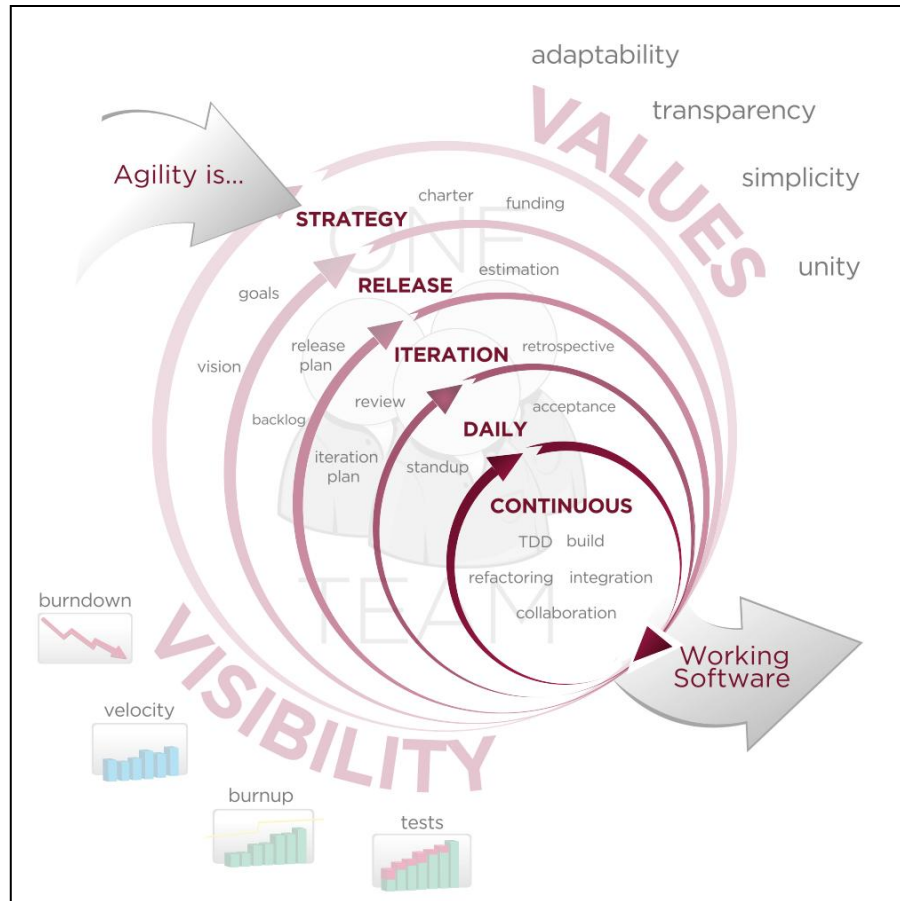 adaptability
transparency
simplicity
unity
VALUES
Agility is...
STRATEGY
charter
funding
goals
vision
RELEASE
estimation
release
plan
backlog
ITERATION
retrospective
review
iteration
plan
DAILY
acceptance
standup
CONTINUOUS
TDD build
refactoring integration
collaboration
ONE
TEAM
Working
Software
VISIBILITY
burndown
velocity
burnup
tests